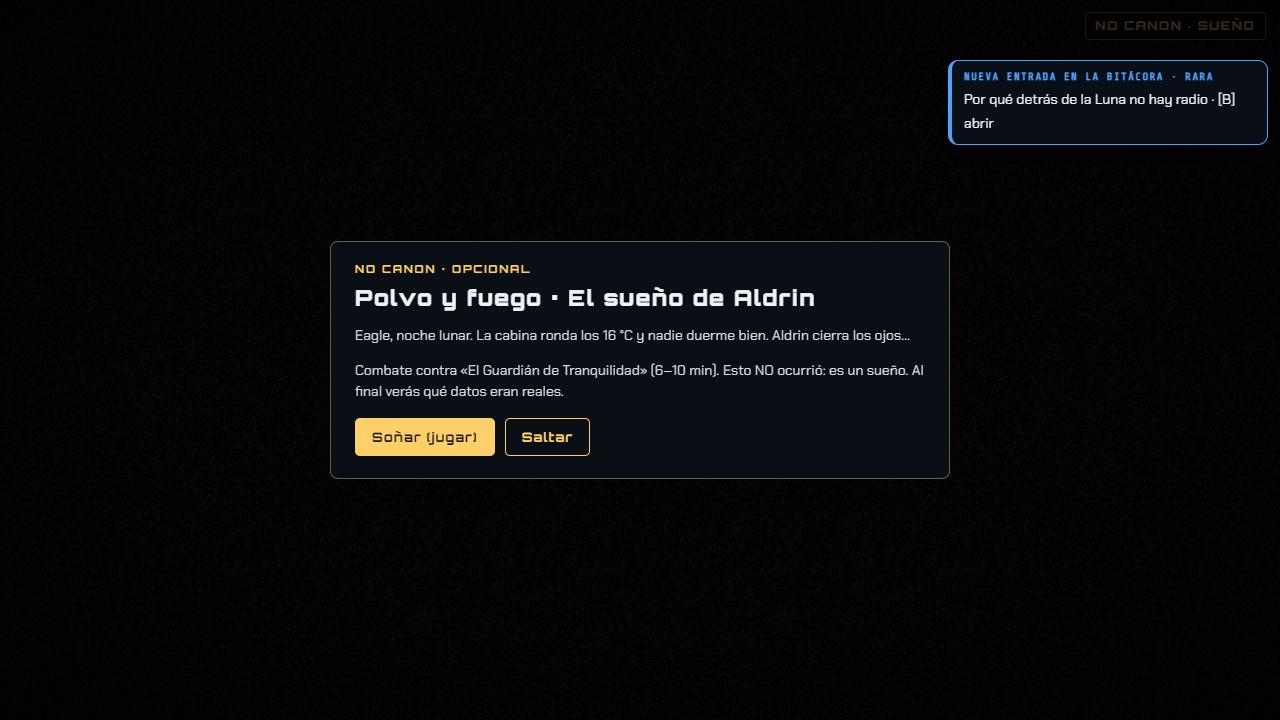 NO CANON · SUEÑO
NUEVA ENTRADA EN LA BITÁCORA · RARA
Por qué detrás de la Luna no hay radio · [B]
abrir
NO CANON · OPCIONAL
Polvo y fuego · El sueño de Aldrin
Eagle, noche lunar. La cabina ronda los 16 °C y nadie duerme bien. Aldrin cierra los ojos...
Combate contra «El Guardián de Tranquilidad» (6–10 min). Esto NO ocurrió: es un sueño. Al
final verás qué datos eran reales.
Soñar (jugar)
Saltar